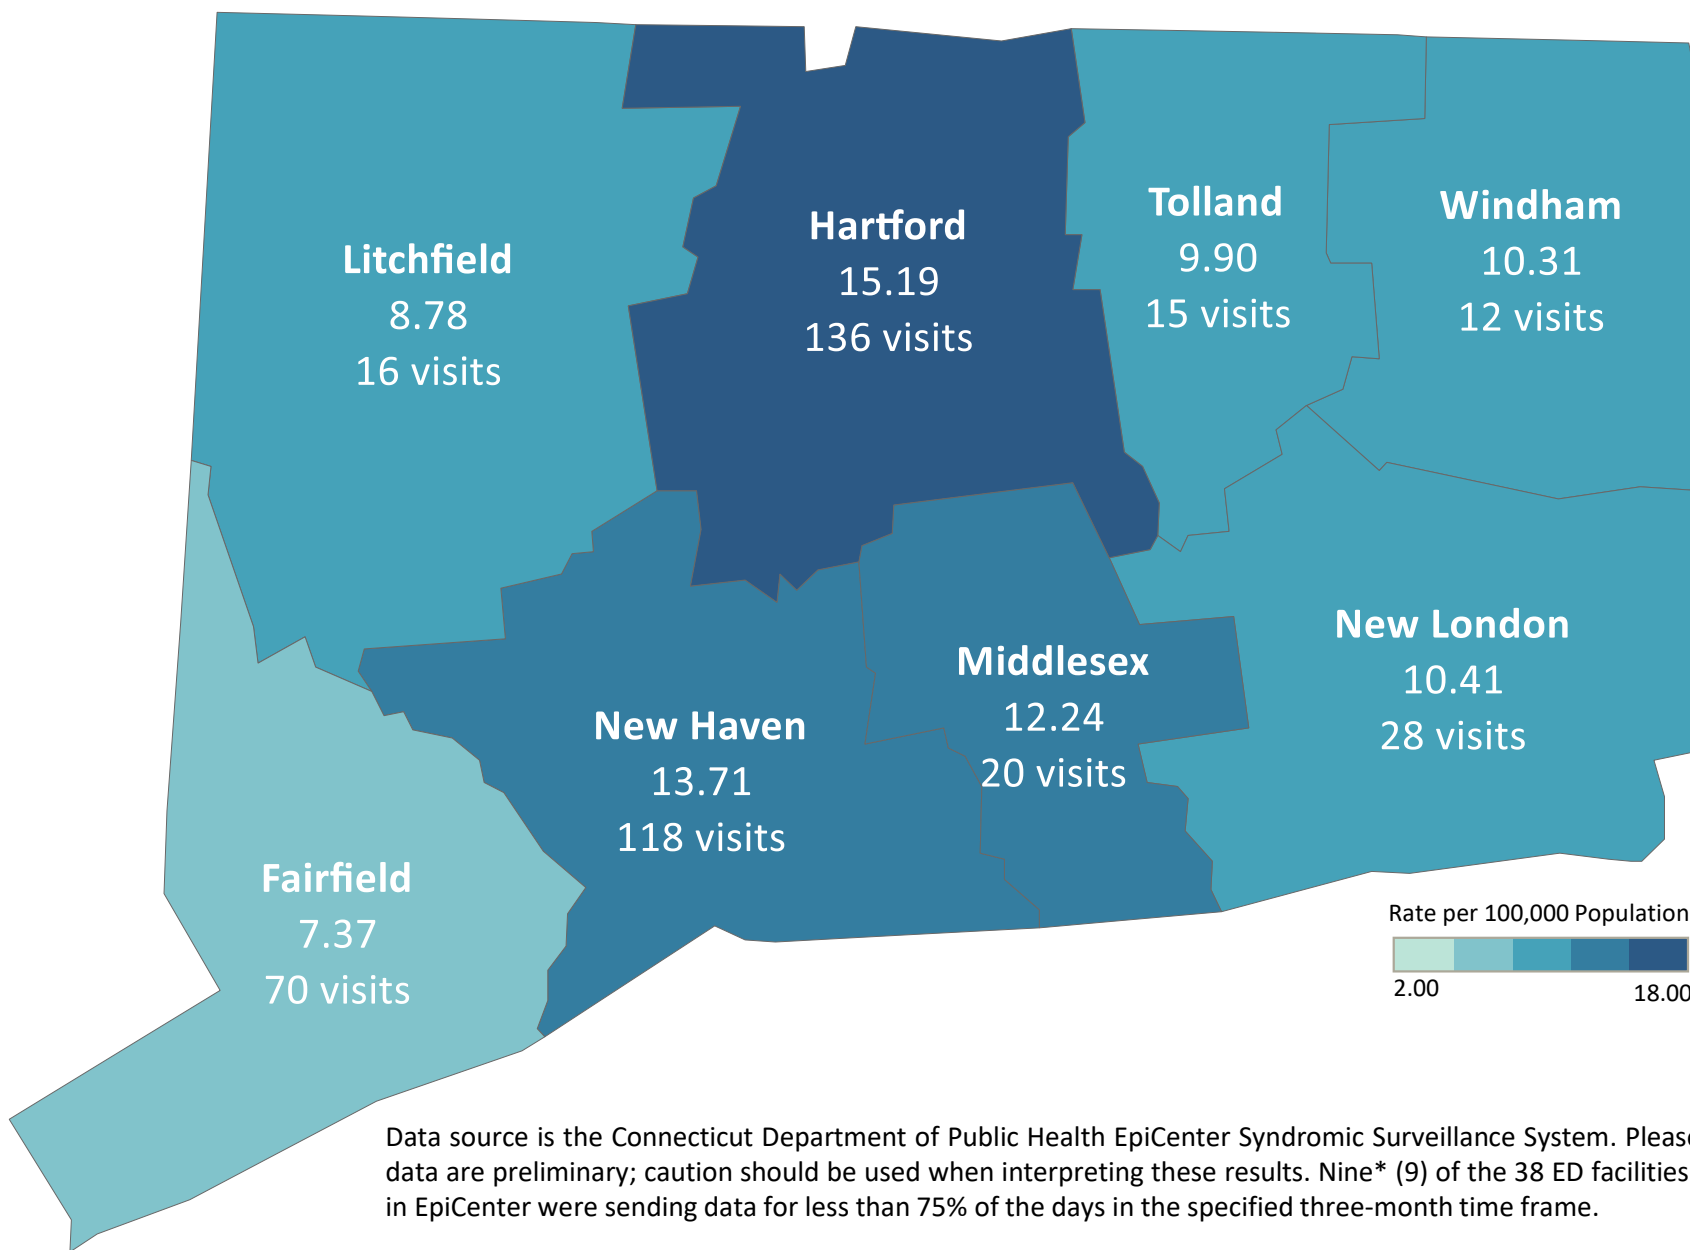 Litchfield
8.78
16 visits
Hartford
15.19
136 visits
Tolland
9.90
15 visits
Windham
10.31
12 visits
Fairfield
7.37
70 visits
New Haven
13.71
118 visits
Middlesex
12.24
20 visits
New London
10.41
28 visits
Rate per 100,000 Population
2.00
18.00
Data source is the Connecticut Department of Public Health EpiCenter Syndromic Surveillance System. Please
data are preliminary; caution should be used when interpreting these results. Nine* (9) of the 38 ED facilities
in EpiCenter were sending data for less than 75% of the days in the specified three-month time frame.